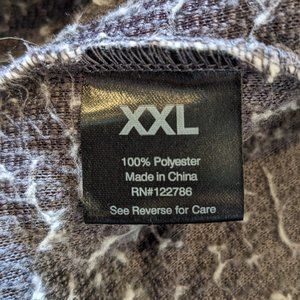 XXL
100% Polyester
Made in China
RN#122786
See Reverse for Care